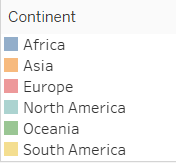 Continent
Africa
Asia
Europe
North America
Oceania
South America